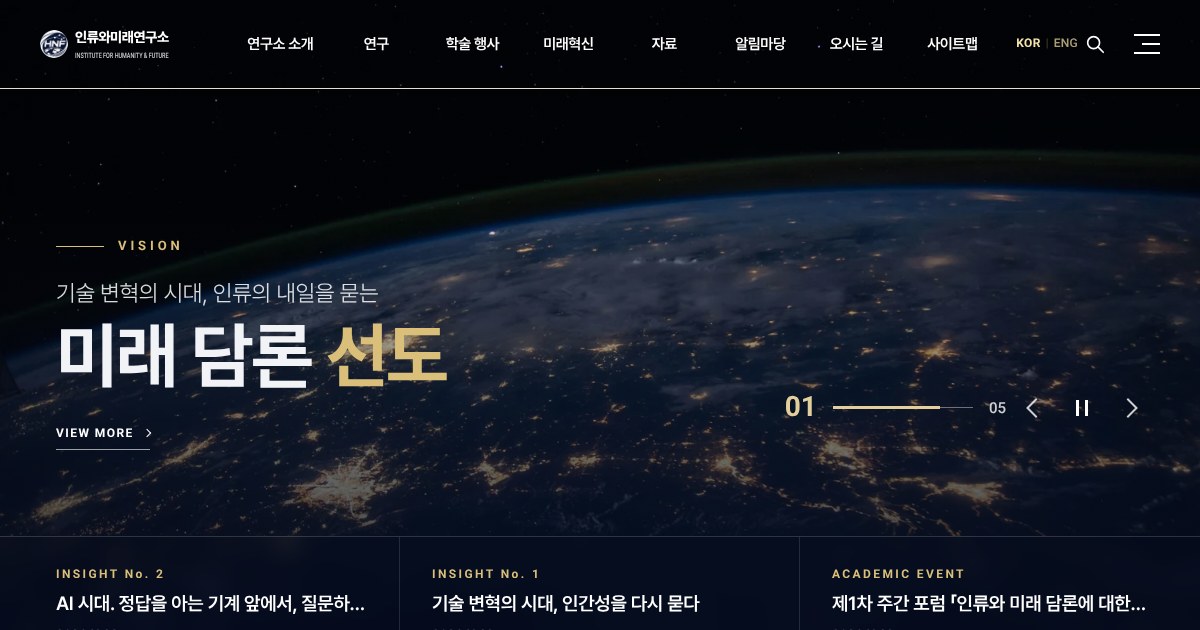 HNF
인류와미래연구소
INSTITUTE FOR HUMANITY & FUTURE
연구소 소개
연구
학술 행사
미래혁신
자료
알림마당
오시는 길
사이트맵
KOR | ENG
VISION
기술 변혁의 시대, 인류의 내일을 묻는
미래 담론 선도
VIEW MORE
01
05
INSIGHT No. 2
AI 시대. 정답을 아는 기계 앞에서, 질문하...
INSIGHT No. 1
기술 변혁의 시대, 인간성을 다시 묻다
ACADEMIC EVENT
제1차 주간 포럼 「인류와 미래 담론에 대한...